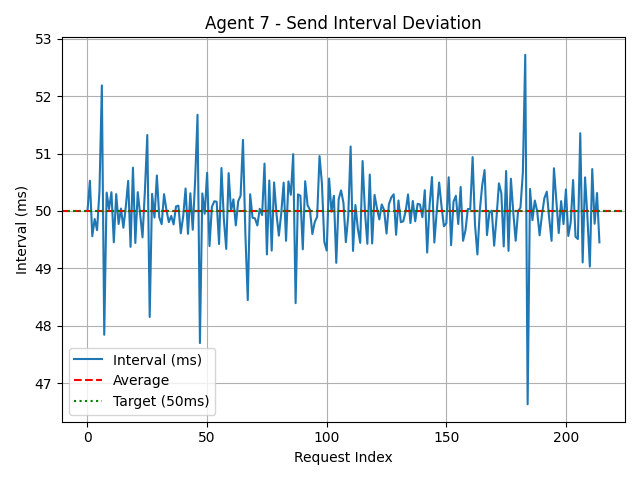 Agent 7 - Send Interval Deviation
53
52
51
50
49
48
47
Interval (ms)
Interval (ms)
Average
Target (50ms)
0
50
100
150
200
Request Index